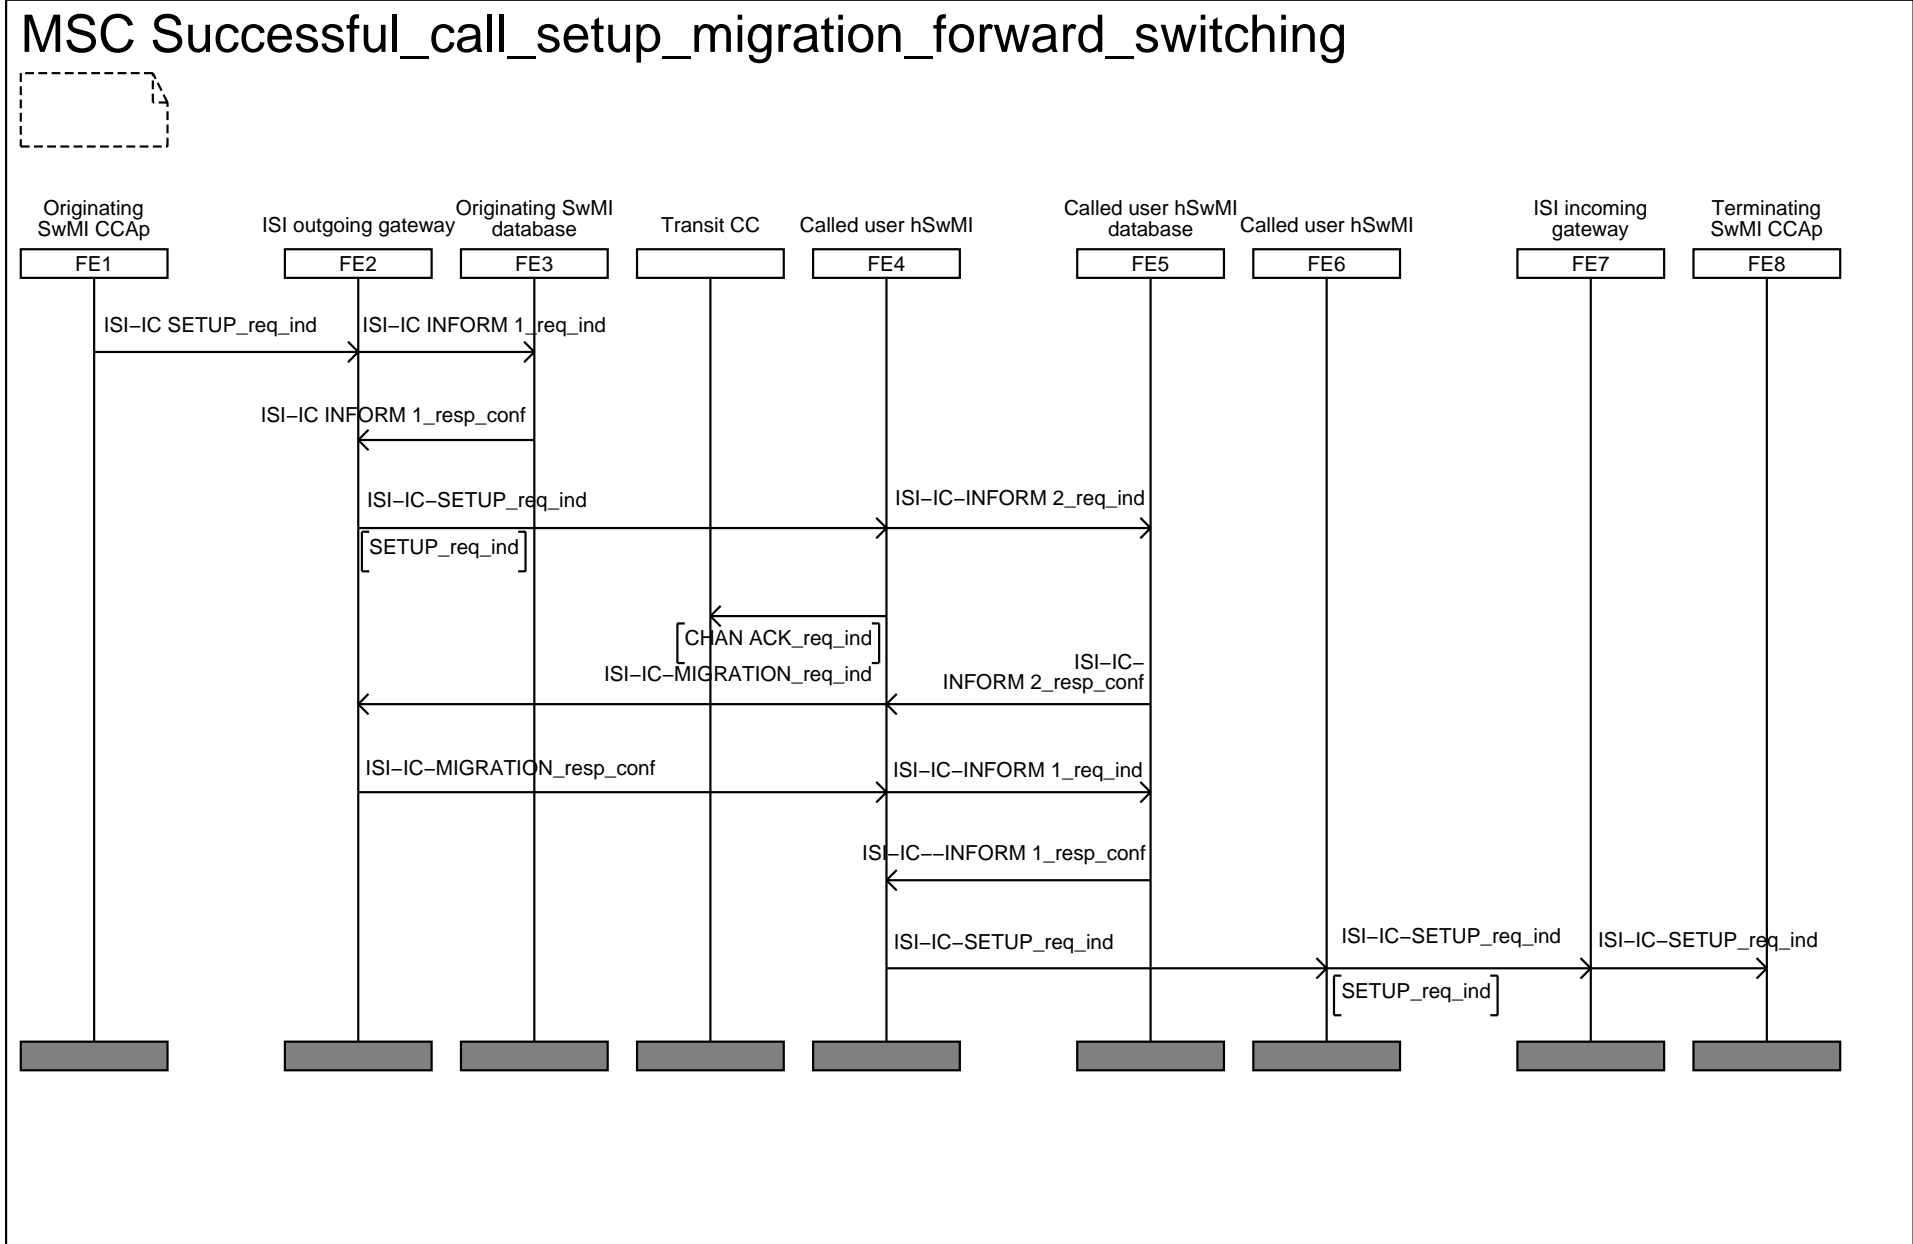 MSC Successful_call_setup_migration_forward_switching
Originating
SwMI CCAp
ISI outgoing gateway
Originating SwMI
database
Transit CC
Called user hSwMI
Called user hSwMI
database
Called user hSwMI
ISI incoming
gateway
Terminating
SwMI CCAp
FE1
FE2
FE3
FE4
FE5
FE6
FE7
FE8
ISI−IC SETUP_req_ind
ISI−IC INFORM 1_req_ind
ISI−IC INFORM 1_resp_conf
ISI−IC−SETUP_req_ind
ISI−IC−INFORM 2_req_ind
SETUP_req_ind
CHAN ACK_req_ind
ISI−IC−MIGRATION_req_ind
ISI−IC−
INFORM 2_resp_conf
ISI−IC−MIGRATION_resp_conf
ISI−IC−INFORM 1_req_ind
ISI−IC−−INFORM 1_resp_conf
ISI−IC−SETUP_req_ind
ISI−IC−SETUP_req_ind
ISI−IC−SETUP_req_ind
SETUP_req_ind